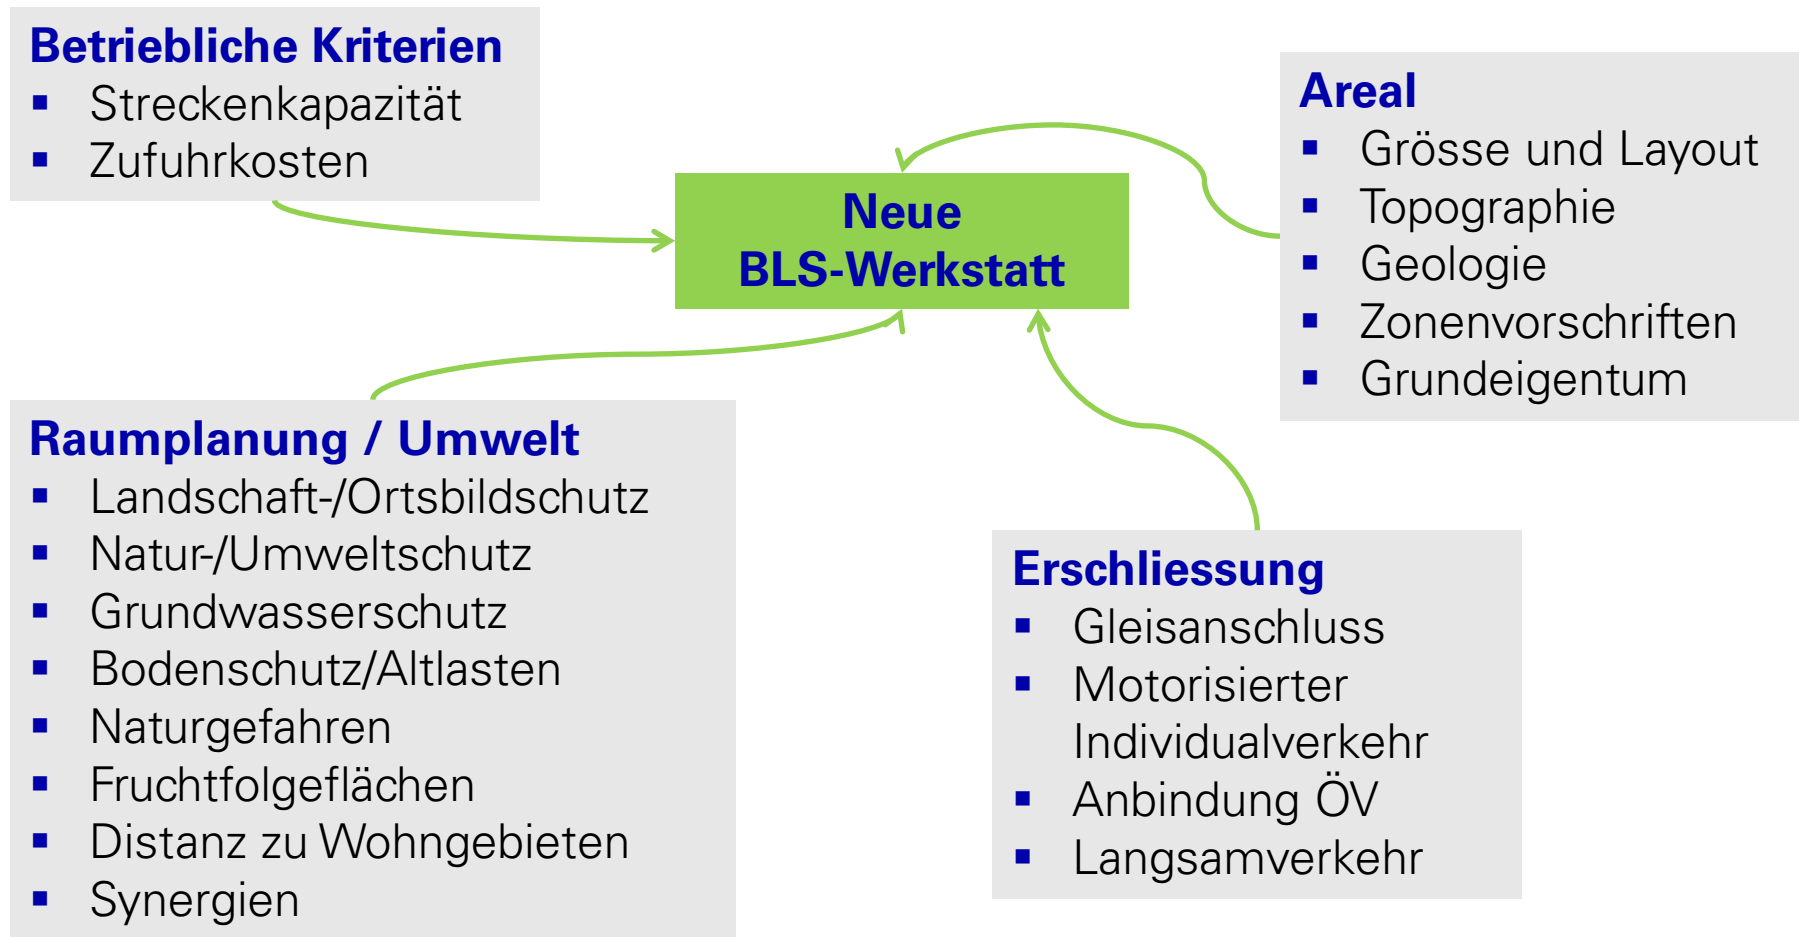 Betriebliche Kriterien
▪ Streckenkapazität
▪ Zufuhrkosten
Neue
BLS-Werkstatt
Areal
▪ Grösse und Layout
▪ Topographie
▪ Geologie
▪ Zonenvorschriften
▪ Grundeigentum
Raumplanung / Umwelt
▪ Landschaft-/Ortsbildschutz
▪ Natur-/Umweltschutz
▪ Grundwasserschutz
▪ Bodenschutz/Altlasten
▪ Naturgefahren
▪ Fruchtfolgeflächen
▪ Distanz zu Wohngebieten
▪ Synergien
Erschliessung
▪ Gleisanschluss
▪ Motorisierter
Individualverkehr
▪ Anbindung ÖV
▪ Langsamverkehr